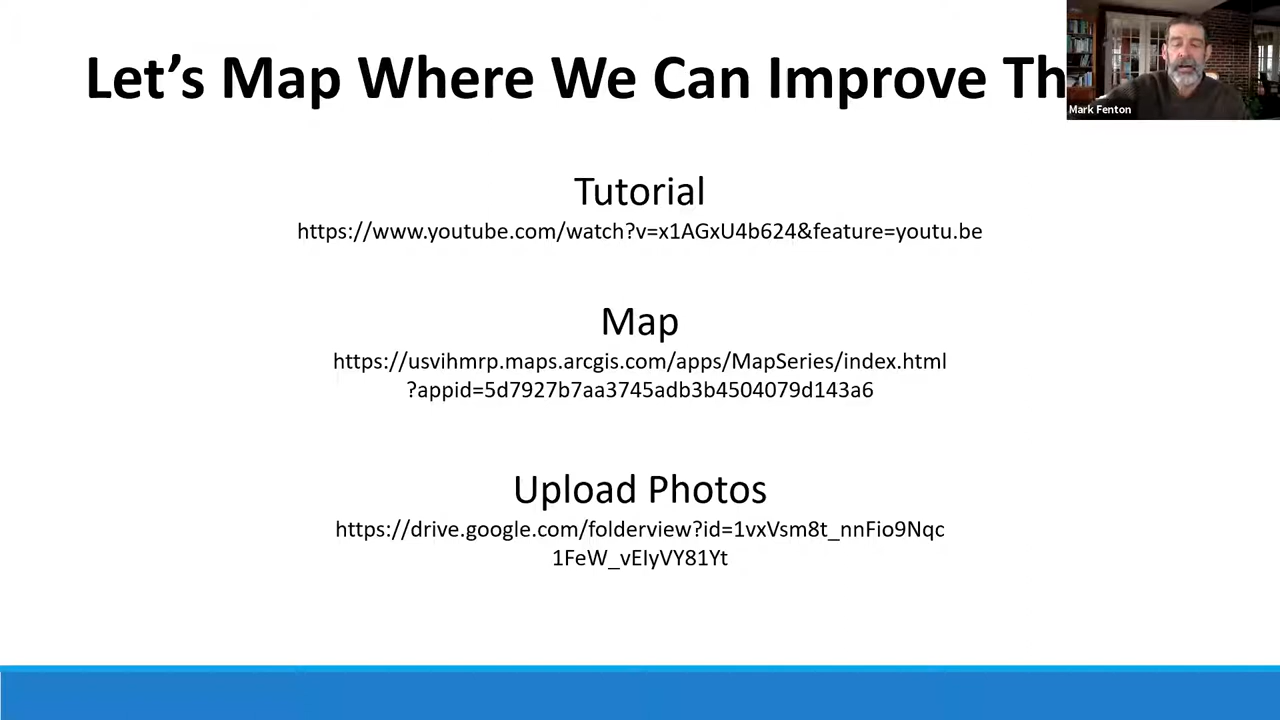 Let's Map Where We Can Improve Th
Mark Fenton
Tutorial
https://www.youtube.com/watch?v=x1AGxU4b624&feature=youtu.be
Map
https://usvihmrp.maps.arcgis.com/apps/MapSeries/index.html
?appid=5d7927b7aa3745adb3b4504079d143a6
Upload Photos
https://drive.google.com/folderview?id=1vxVsm8t_nnFio9Nqc
1FeW_vEIyVY81Yt